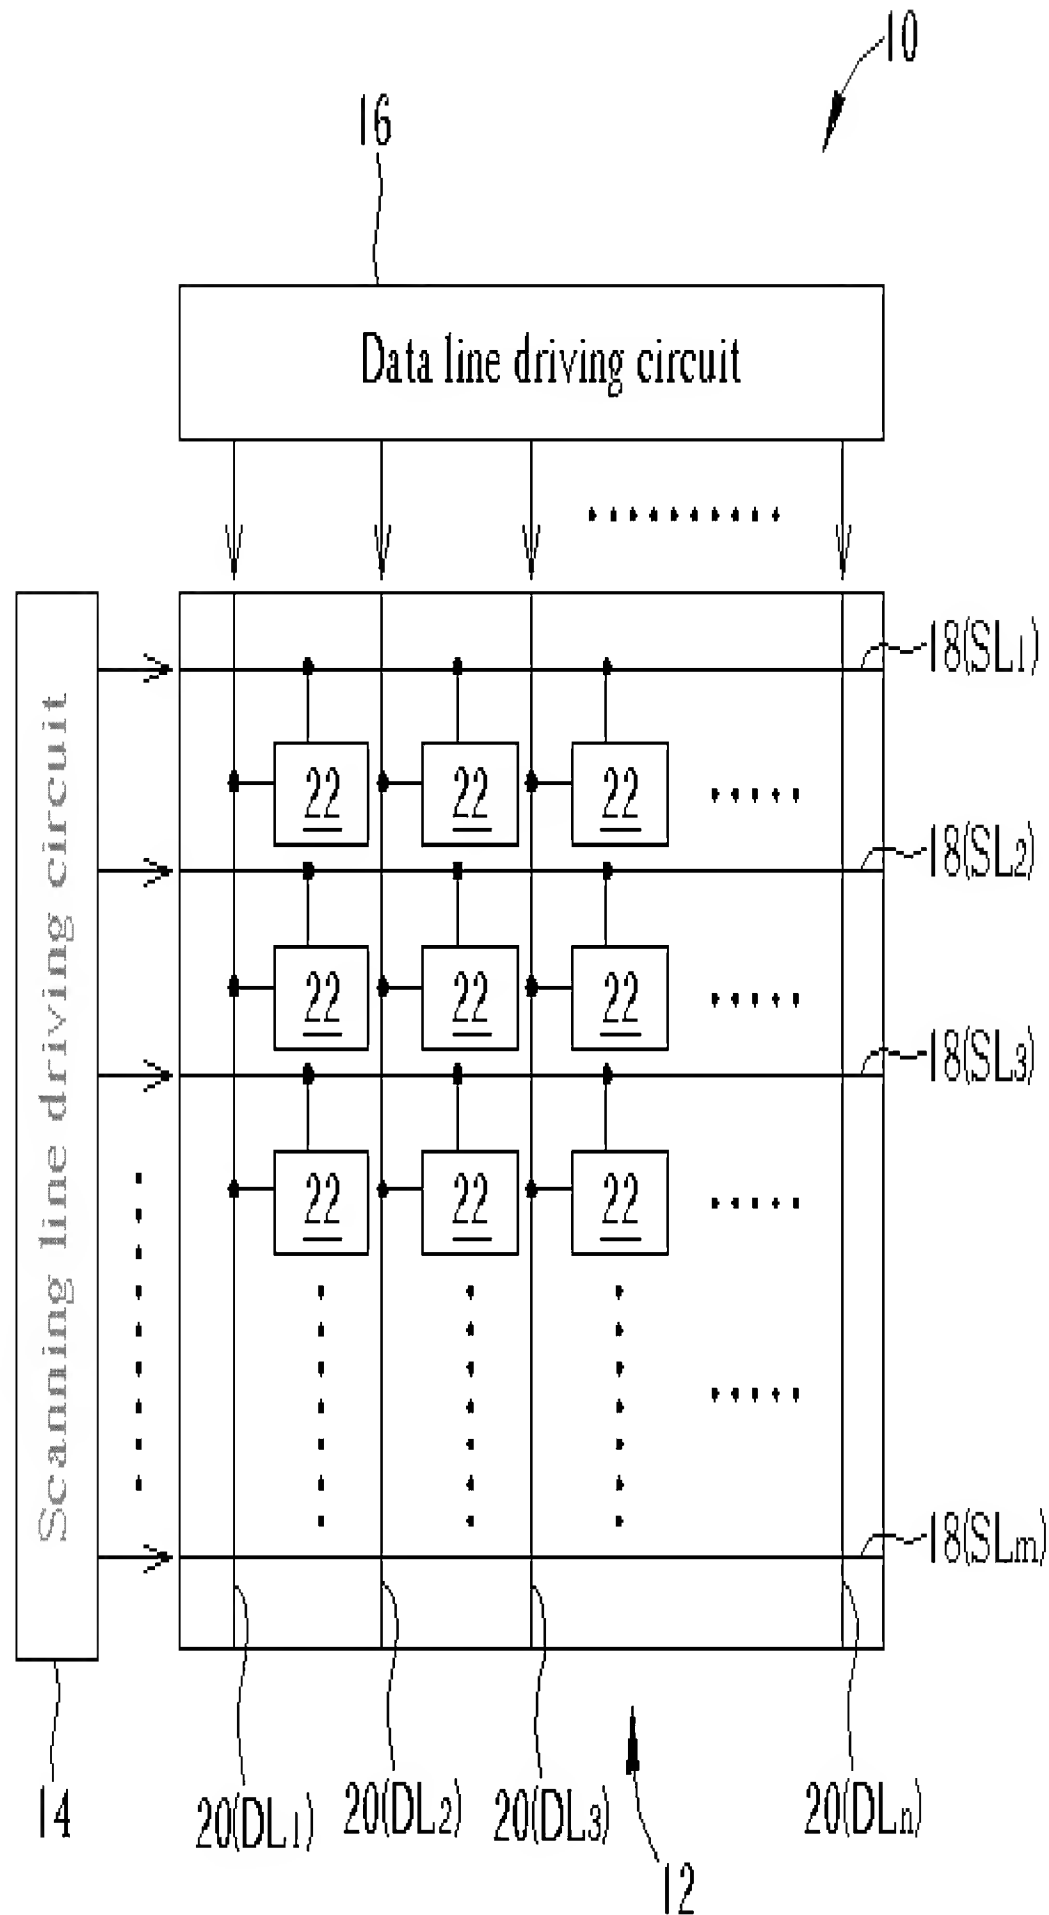 10
16
Data line driving circuit
18(SL1)
22 22 22
18(SL2)
22 22 22
18(SL3)
22 22 22
Scanning line driving circuit
18(SLm)
14
20(DL1) 20(DL2) 20(DL3) 20(DLn)
12